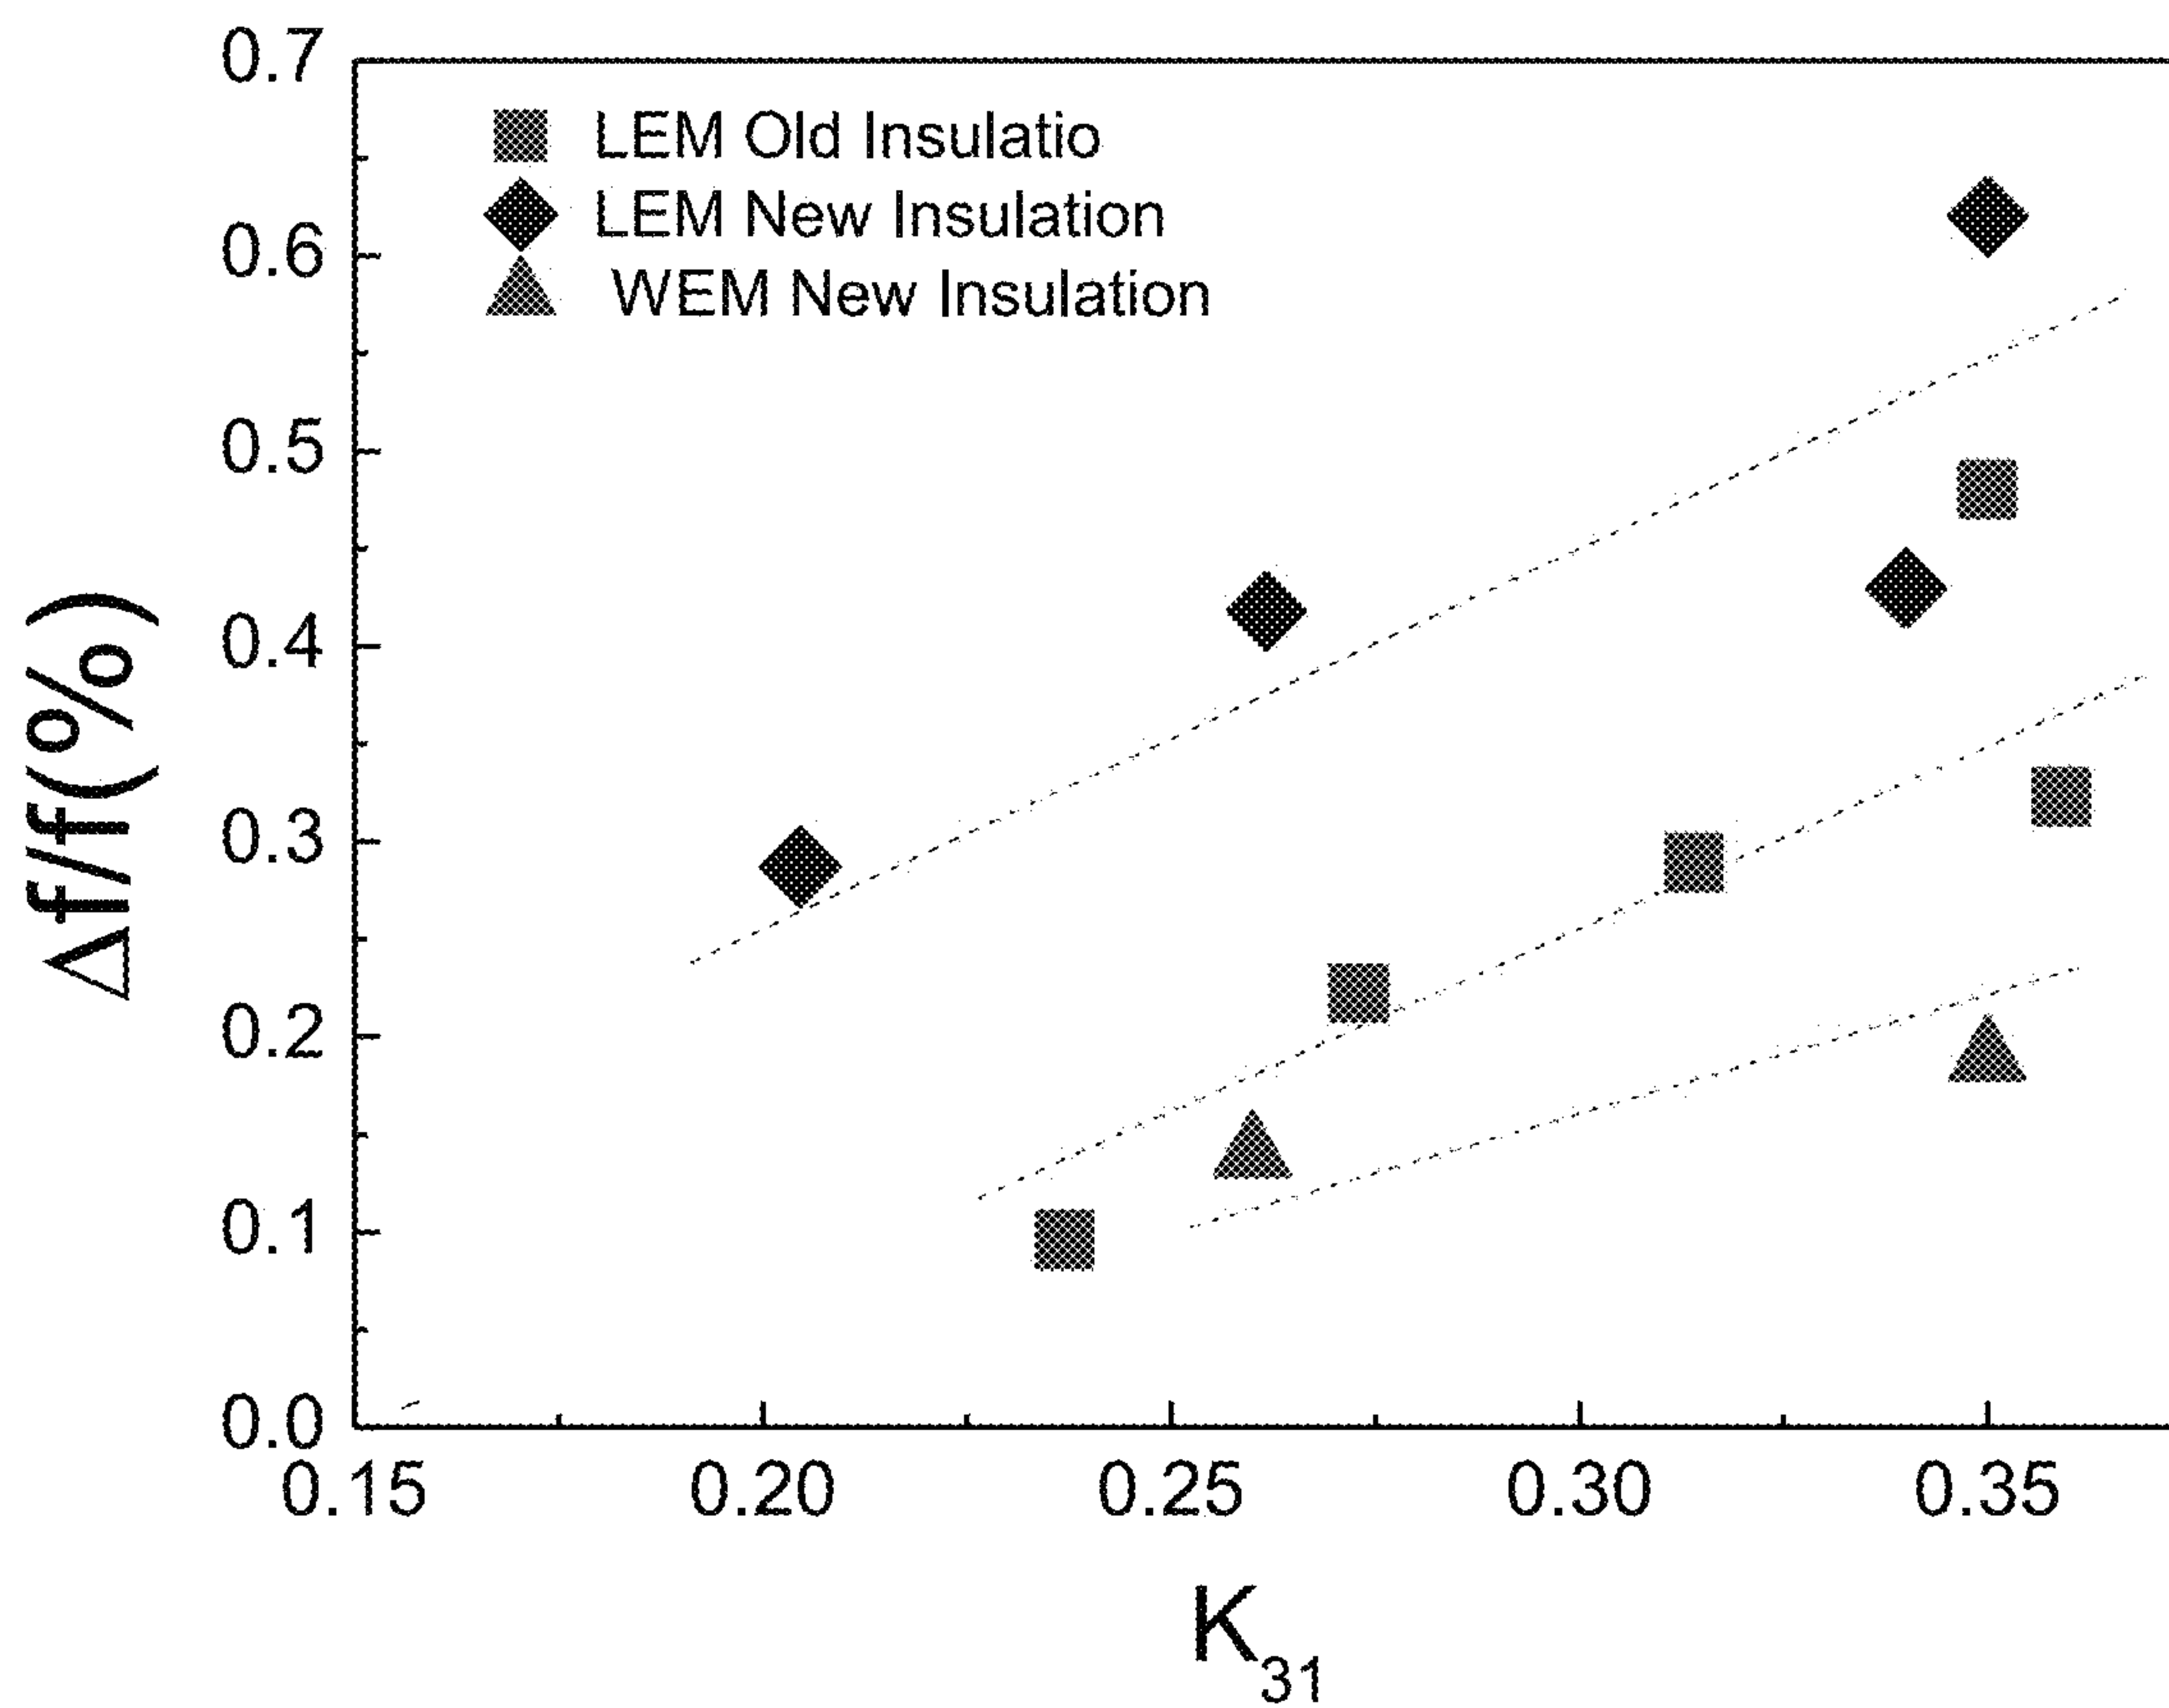 0.7
LEM Old Insulatio
LEM New Insulation
WEM New Insulation
0.6
0.5
0.4
0.3
0.2
0.1
0.0
Δf/f(%)
0.15 0.20 0.25 0.30 0.35
K31